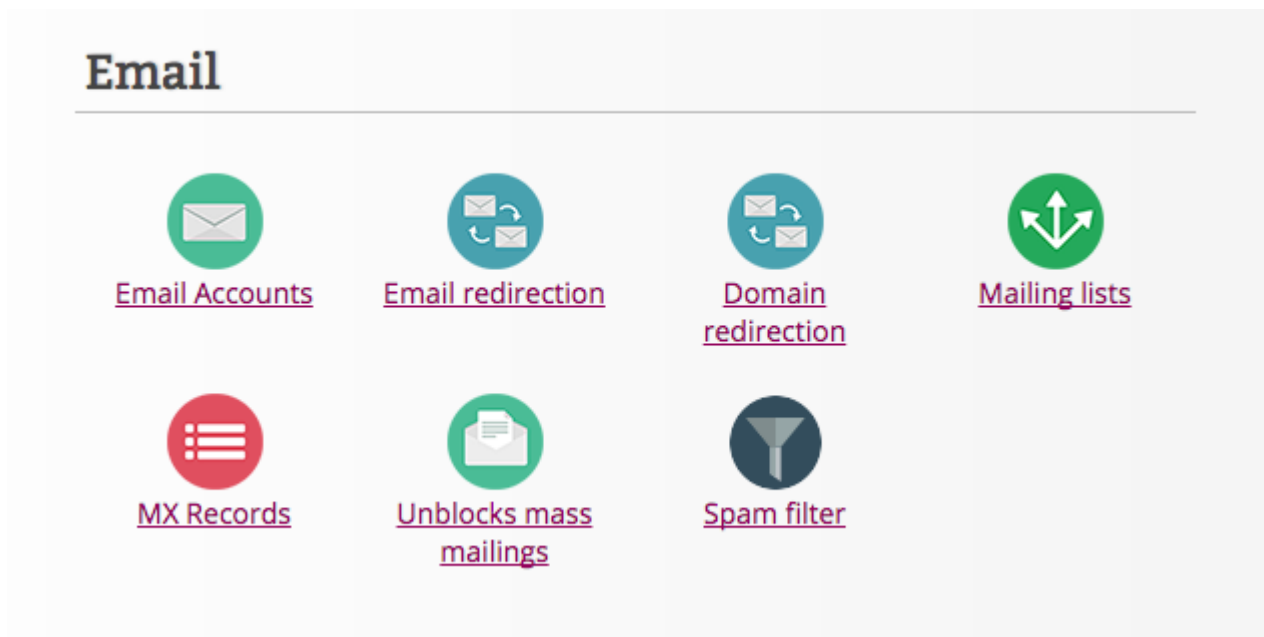 Email
Email Accounts
Email redirection
Domain
redirection
Mailing lists
MX Records
Unblocks mass
mailings
Spam filter